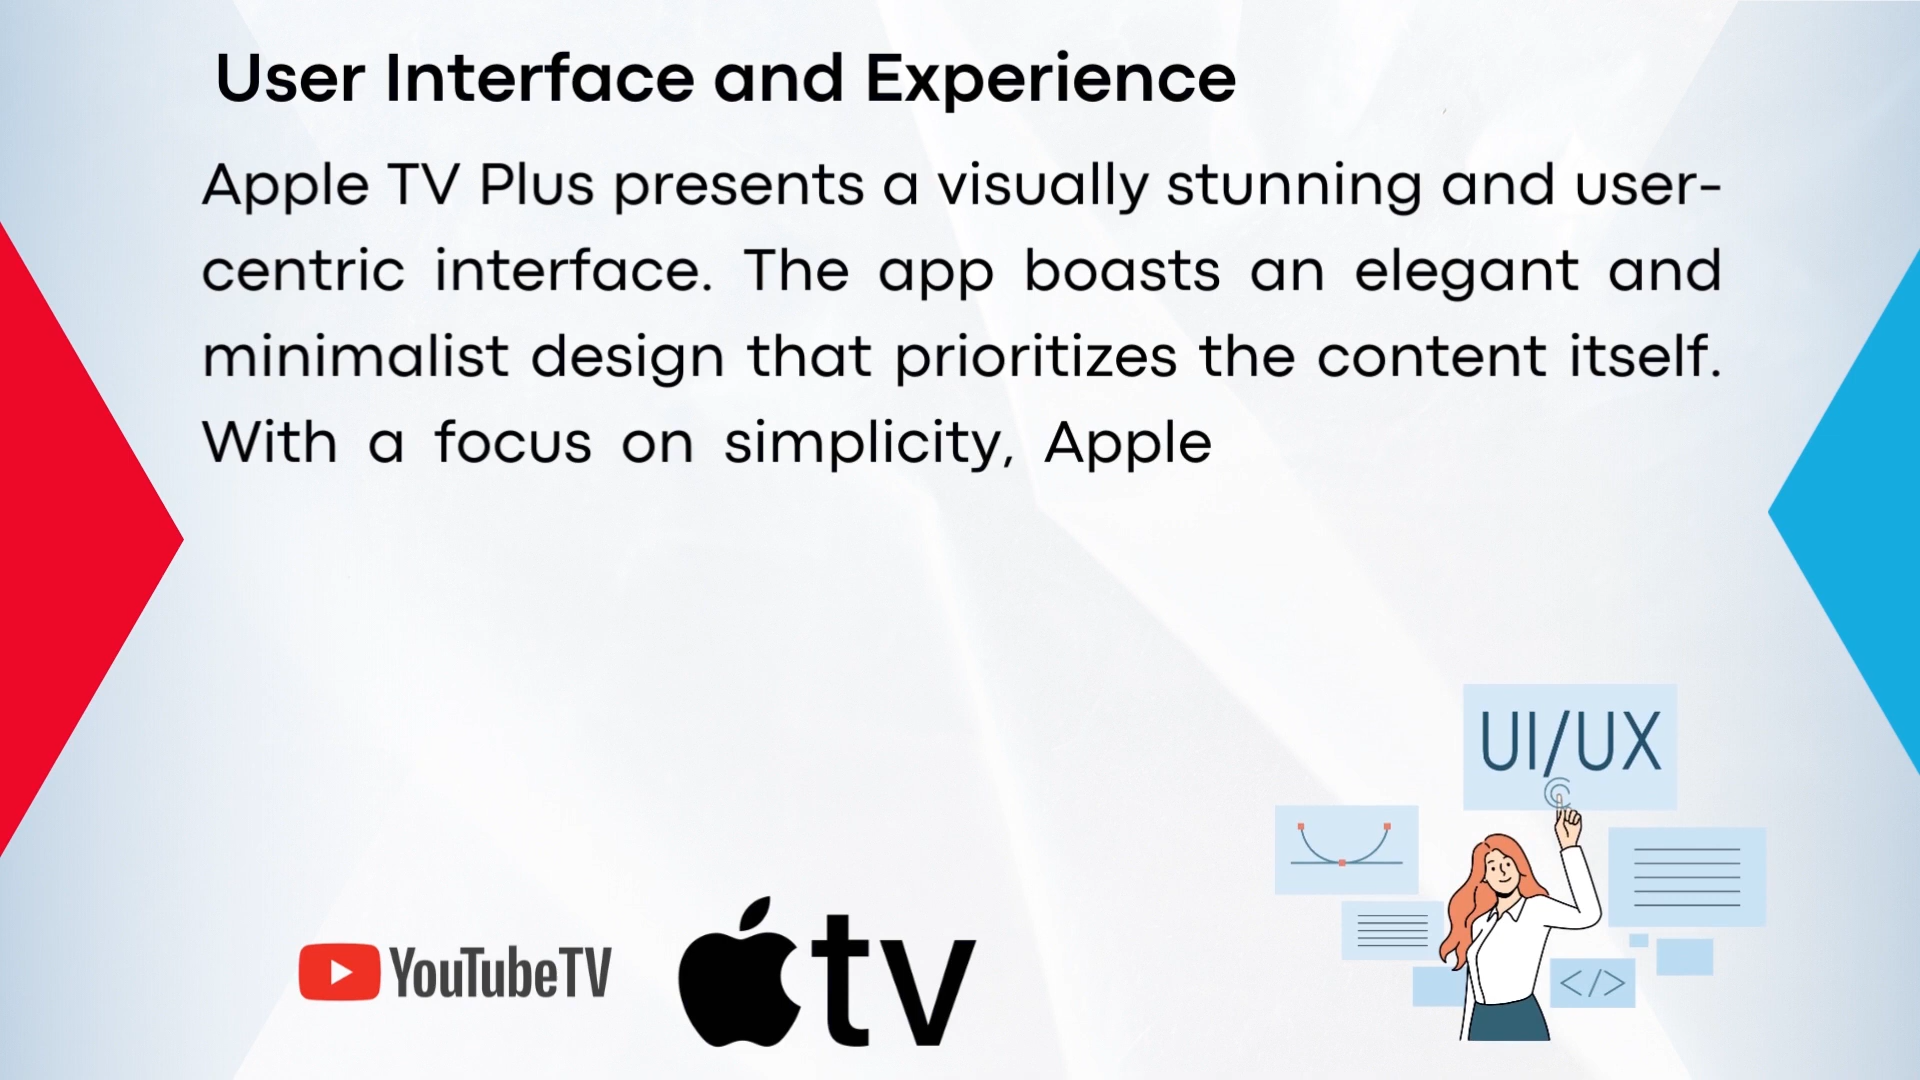 User Interface and Experience
Apple TV Plus presents a visually stunning and user-
centric interface. The app boasts an elegant and
minimalist design that prioritizes the content itself.
With a focus on simplicity, Apple
UI/UX
</>
YouTubeTV
tv